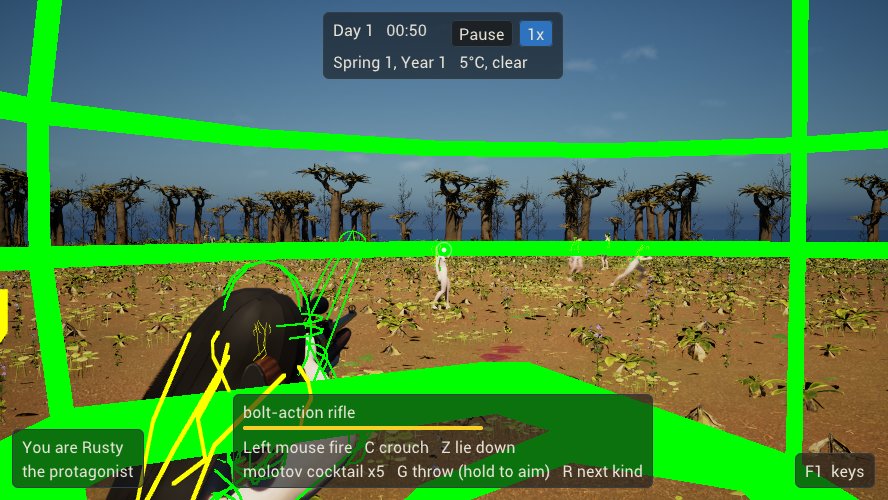 Day 1 00:50 Pause 1x
Spring 1, Year 1 5°C, clear
bolt-action rifle
Left mouse fire C crouch Z lie down
molotov cocktail x5 G throw (hold to aim) R next kind
You are Rusty
the protagonist
F1 keys